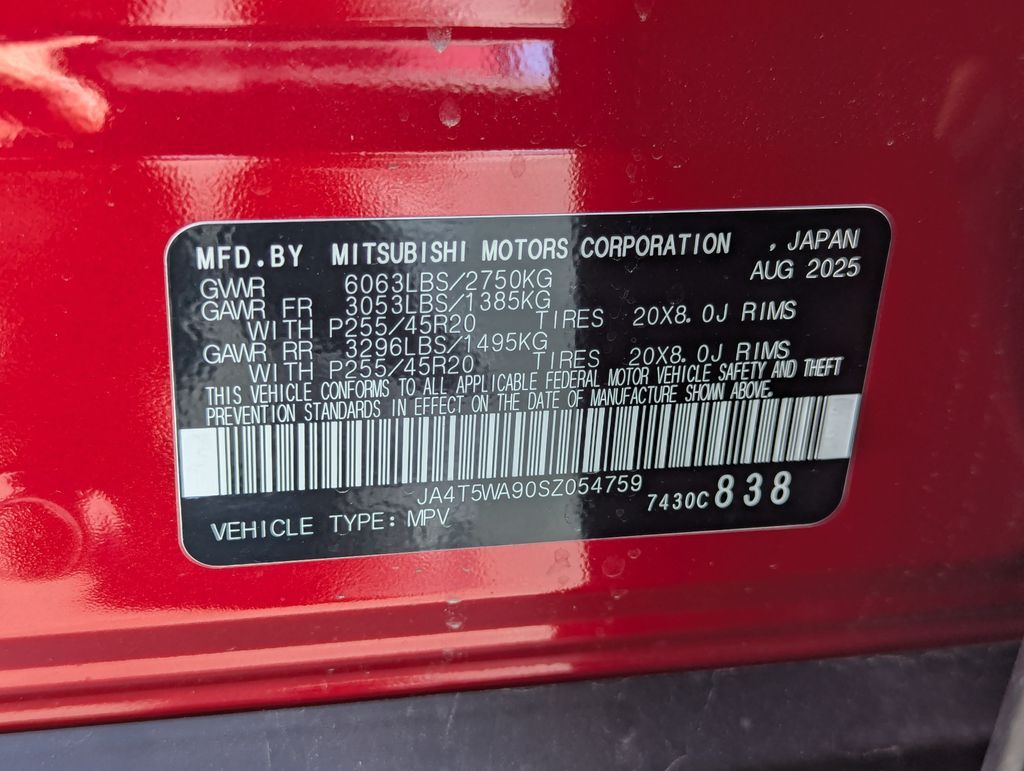 MFD.BY MITSUBISHI MOTORS CORPORATION , JAPAN
AUG 2025
GWWR 6063LBS/2750KG
GAWR FR 3053LBS/1385KG
WITH P255/45R20 TIRES 20X8.0J RIMS
GAWR RR 3296LBS/1495KG
WITH P255/45R20 TIRES 20X8.0J RIMS
THIS VEHICLE CONFORMS TO ALL APPLICABLE FEDERAL MOTOR VEHICLE SAFETY AND THEFT
PREVENTION STANDARDS IN EFFECT ON THE DATE OF MANUFACTURE SHOWN ABOVE.
JA4T5WA90SZ054759
7430C838
VEHICLE TYPE: MPV